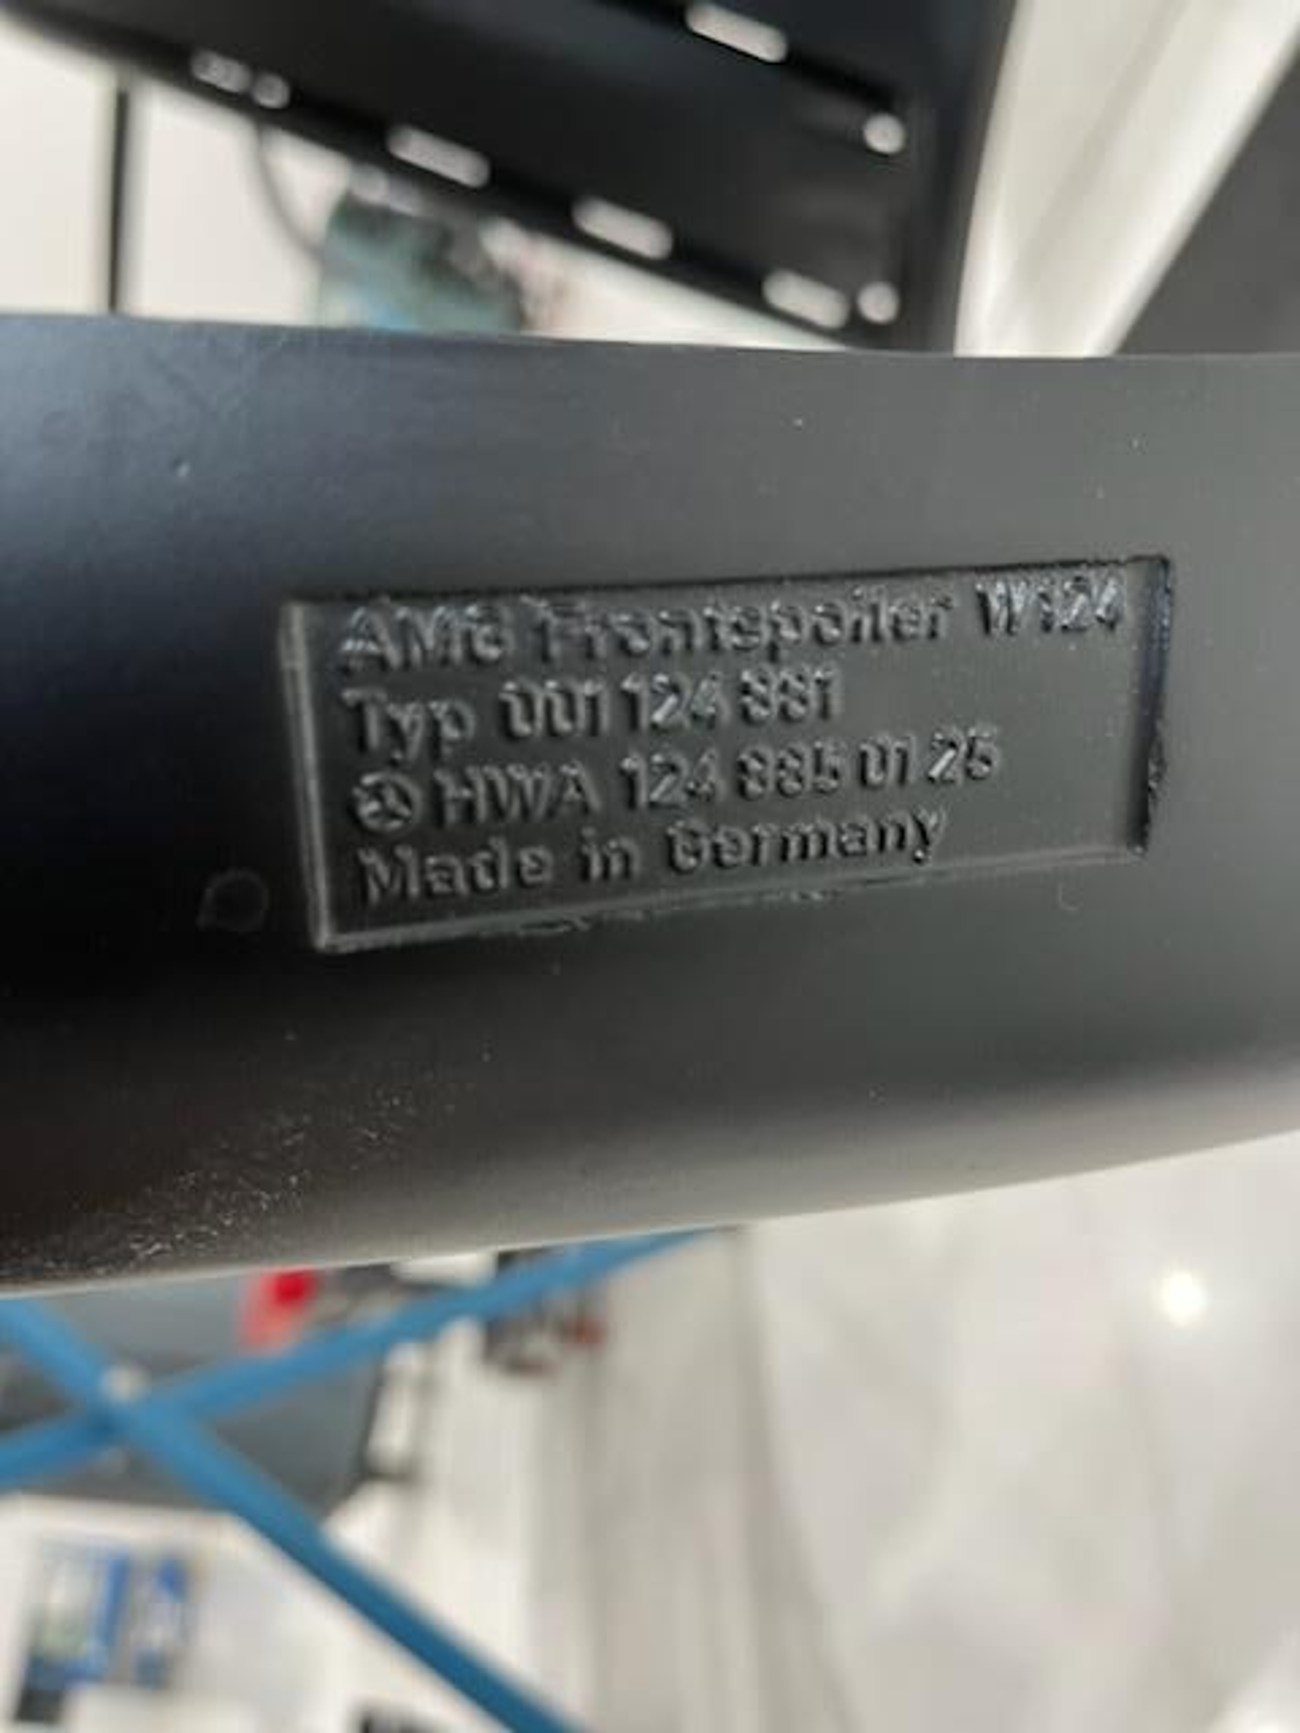 AMG Frontspoiler W124
Typ 001 124 881
HWA 124 885 01 25
Made in Germany